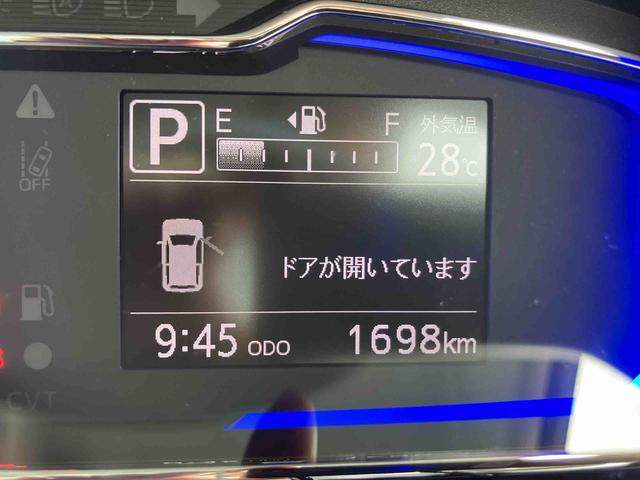 P E F 外気温
28℃
OFF
ドアが開いています
9:45 ODO 1698km
CVT